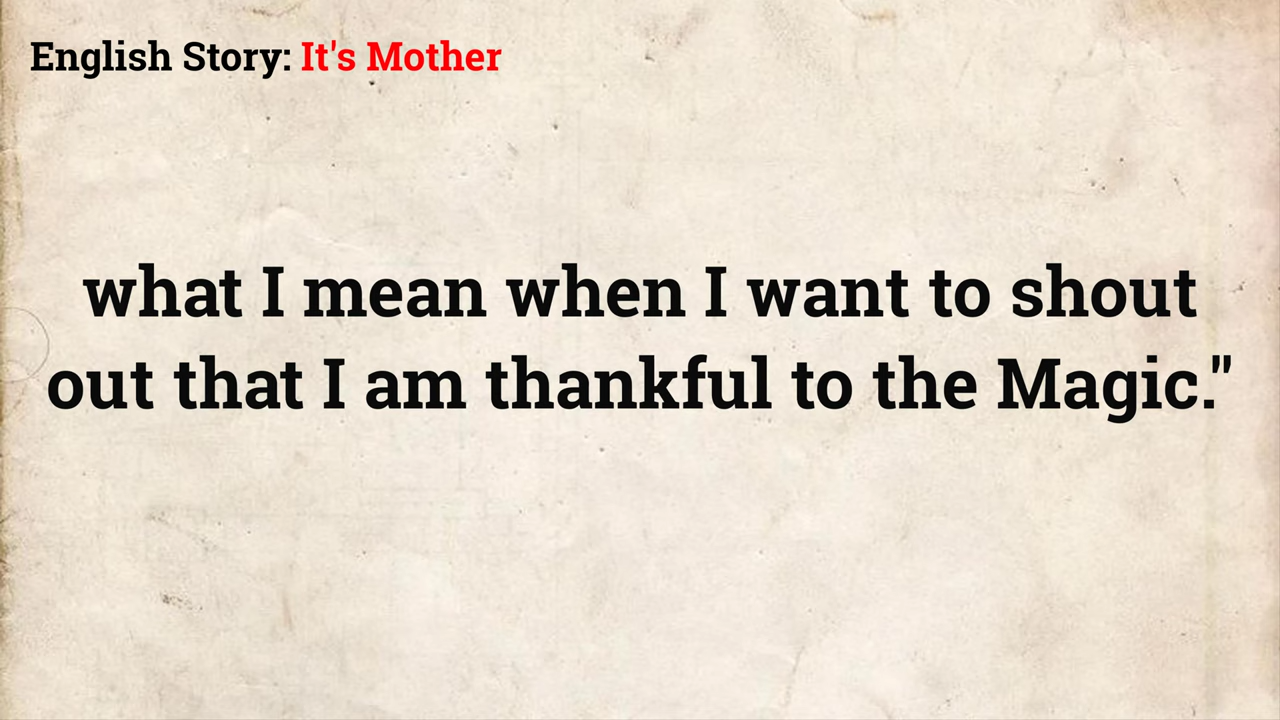 English Story: It's Mother
what I mean when I want to shout
out that I am thankful to the Magic."